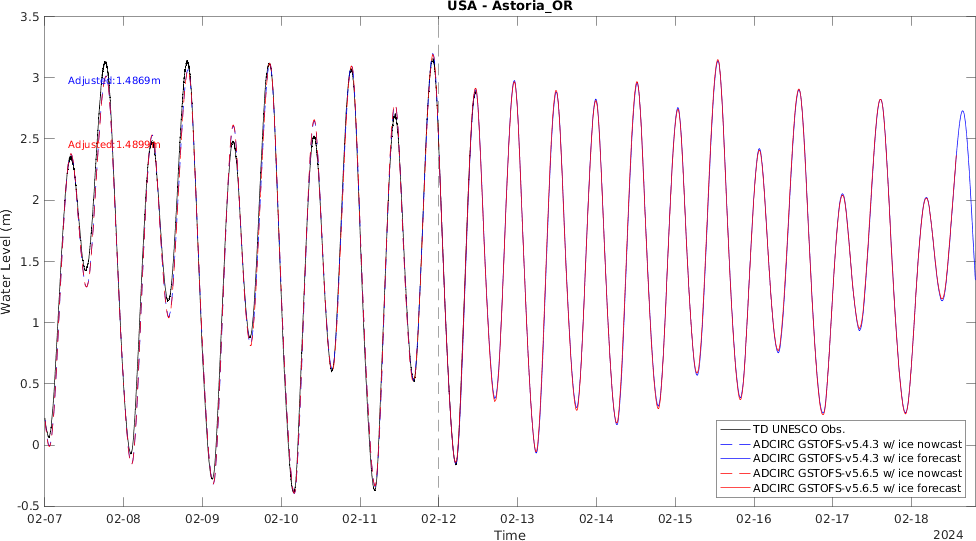 USA - Astoria_OR
3.5
3
2.5
2
1.5
1
0.5
0
-0.5
Water Level (m)
Adjusted:1.4869m
Adjusted:1.4899m
TD UNESCO Obs.
ADCIRC GSTOFS-v5.4.3 w/ ice nowcast
ADCIRC GSTOFS-v5.4.3 w/ ice forecast
ADCIRC GSTOFS-v5.6.5 w/ ice nowcast
ADCIRC GSTOFS-v5.6.5 w/ ice forecast
02-07 02-08 02-09 02-10 02-11 02-12 02-13 02-14 02-15 02-16 02-17 02-18
Time
2024